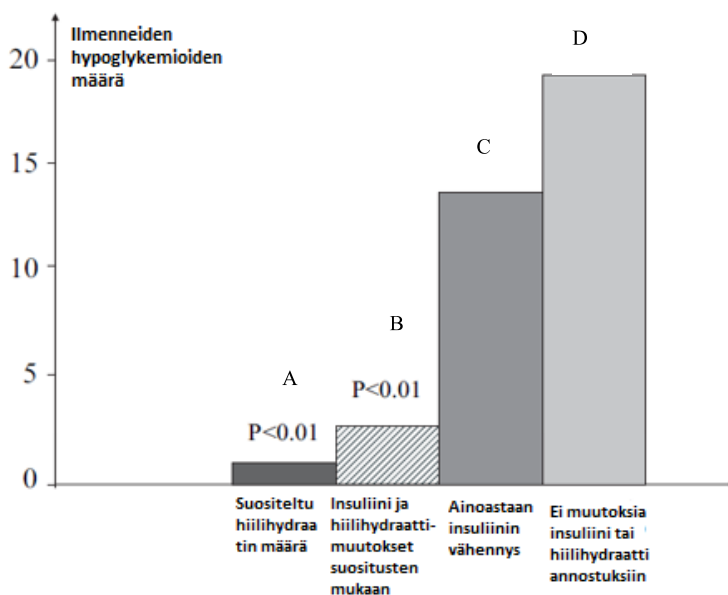 Ilmenneiden
hypoglykemioiden
määrä
20
15
10
5
0
A
B
C
D
P<0.01
P<0.01
Suositeltu
hiilihydraa
tin määrä
Insuliini ja
hiilihydraatti-
muutokset
suositusten
mukaan
Ainoastaan
insuliinin
vähennys
Ei muutoksia
insuliini tai
hiilihydraatti
annostuksiin